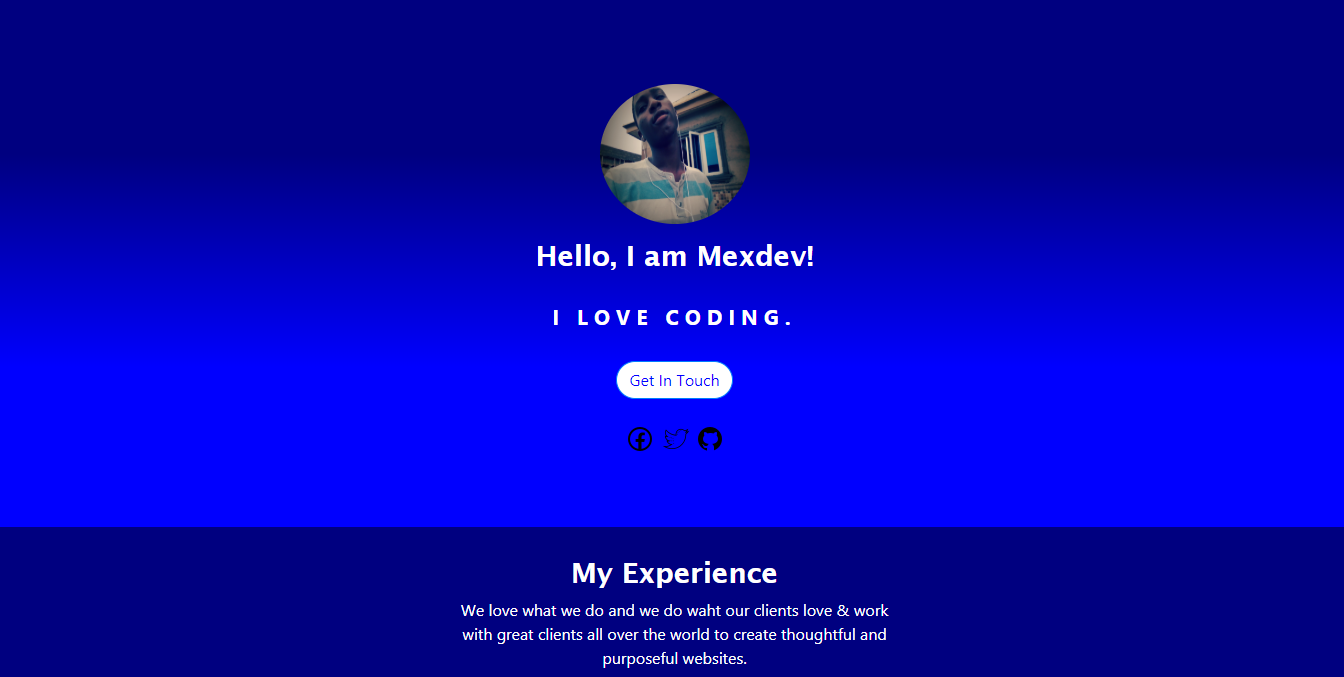 Hello, I am Mexdev!
I LOVE CODING.
Get In Touch
My Experience
We love what we do and we do waht our clients love & work
with great clients all over the world to create thoughtful and
purposeful websites.